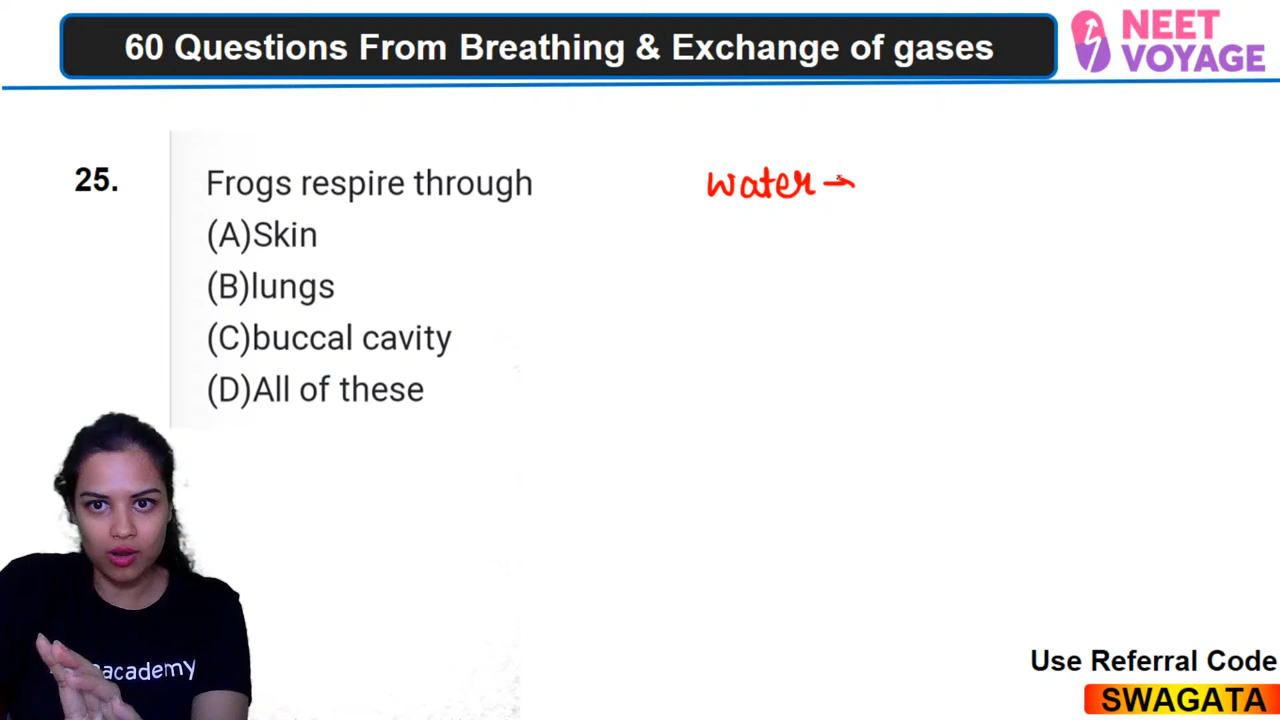 60 Questions From Breathing & Exchange of gases
NEET
VOYAGE
25.
Frogs respire through
water →
(A)Skin
(B)lungs
(C)buccal cavity
(D)All of these
academy
Use Referral Code
SWAGATA